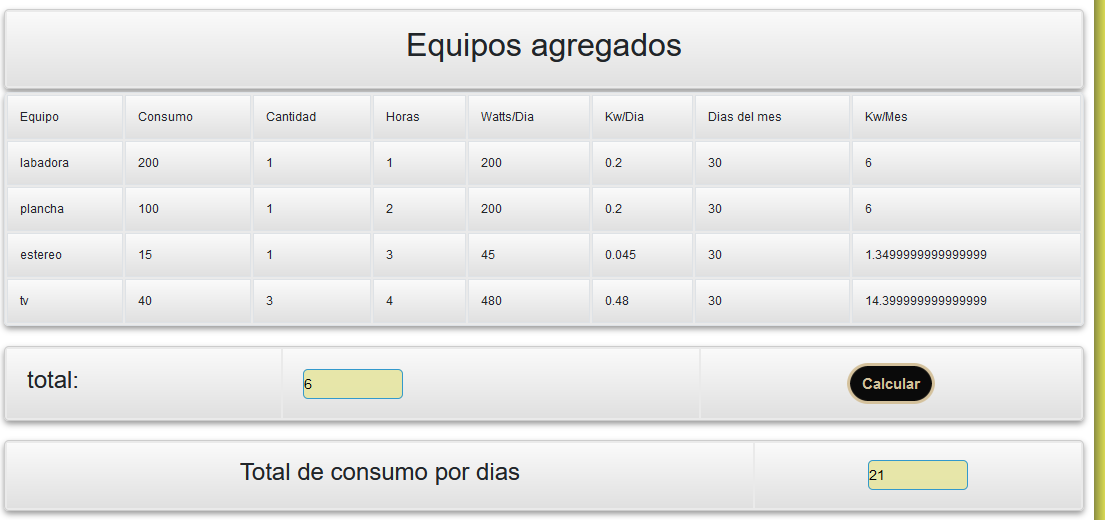 Equipos agregados
Equipo Consumo Cantidad Horas Watts/Dia Kw/Dia Dias del mes Kw/Mes
labadora 200 1 1 200 0.2 30 6
plancha 100 1 2 200 0.2 30 6
estereo 15 1 3 45 0.045 30 1.3499999999999999
tv 40 3 4 480 0.48 30 14.399999999999999
total: 6 Calcular
Total de consumo por dias 21